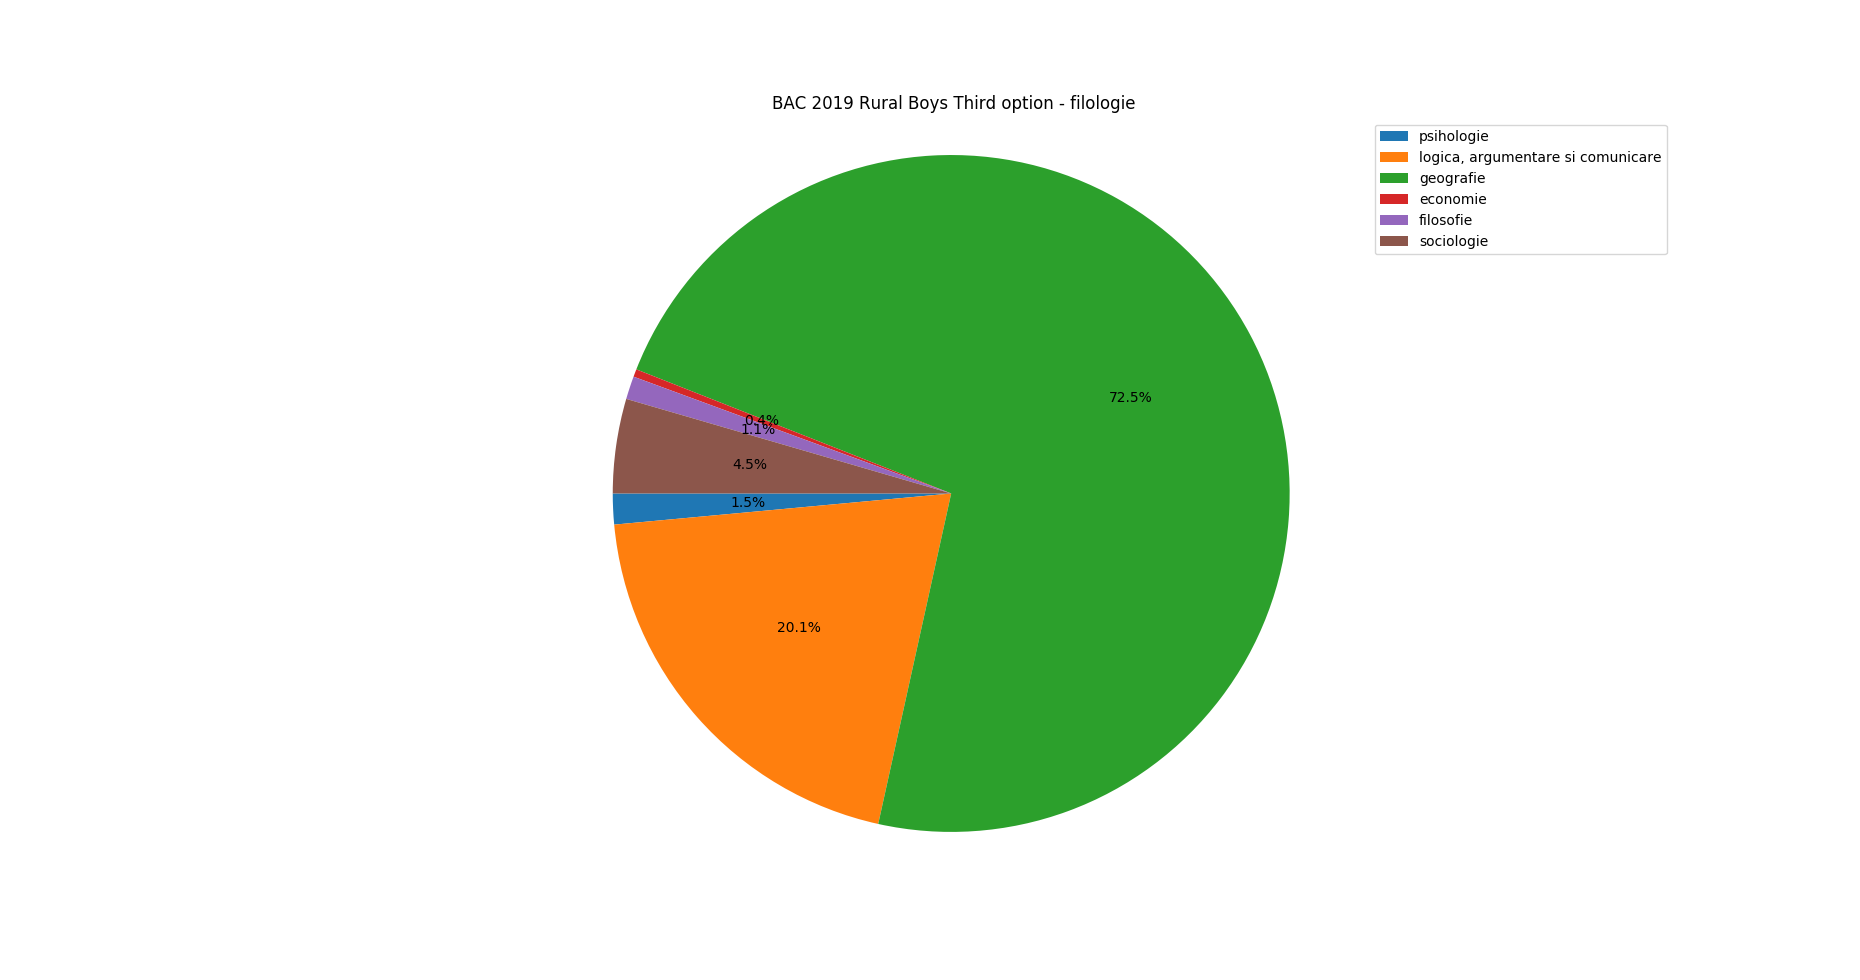 BAC 2019 Rural Boys Third option - filologie
psihologie
logica, argumentare si comunicare
geografie
economie
filosofie
sociologie
72.5%
0.4%
1.1%
4.5%
1.5%
20.1%